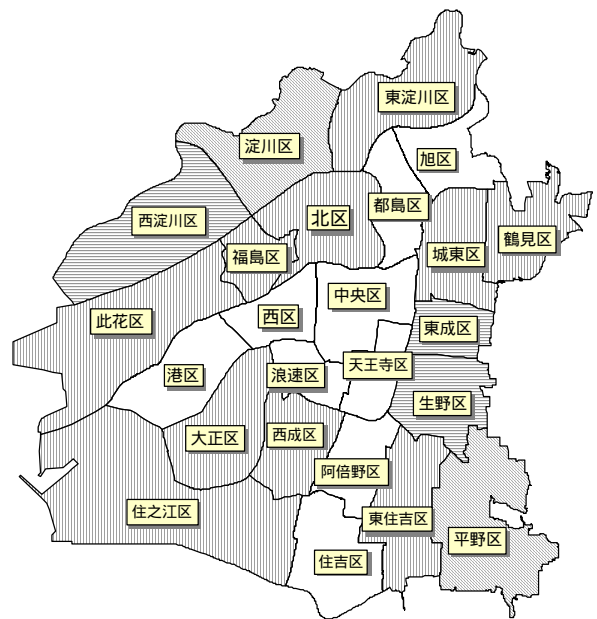 東淀川区
淀川区
旭区
西淀川区
北区
都島区
鶴見区
福島区
城東区
中央区
此花区
西区
東成区
天王寺区
港区
浪速区
生野区
大正区
西成区
阿倍野区
住之江区
東住吉区
平野区
住吉区